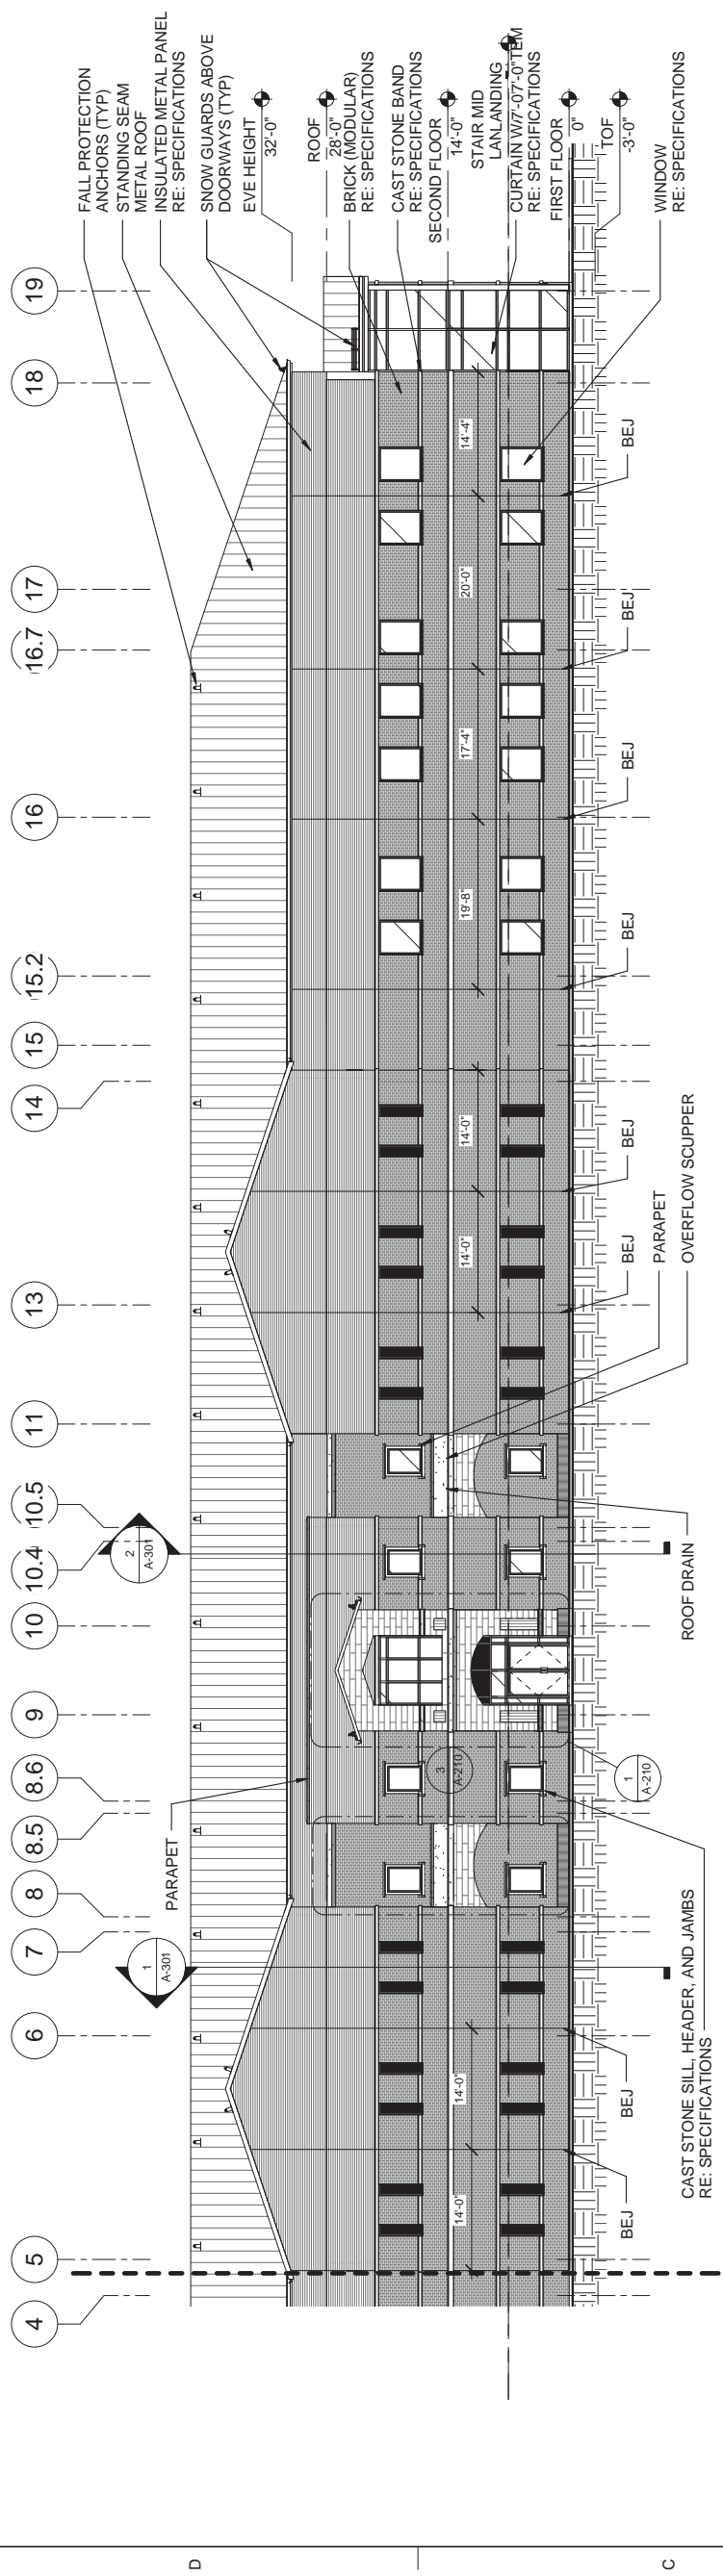 4
5
6
7
8
8.5
8.6
9
10
10.4
10.5
11
13
14
15
15.2
16
16.7
17
18
19
1
A-301
2
A-301
PARAPET
FALL PROTECTION
ANCHORS (TYP)
STANDING SEAM
METAL ROOF
INSULATED METAL PANEL
RE: SPECIFICATIONS
SNOW GUARDS ABOVE
DOORWAYS (TYP)
EVE HEIGHT
32'-0"
ROOF
28'-0"
BRICK (MODULAR)
RE: SPECIFICATIONS
CAST STONE BAND
RE: SPECIFICATIONS
SECOND FLOOR
14'-0"
STAIR MID
LANLANDING
CURTAIN W/7'-07'-0"TEM
RE: SPECIFICATIONS
FIRST FLOOR
0"
TOF
-3'-0"
WINDOW
RE: SPECIFICATIONS
14'-0"
14'-0"
3
A-210
1
A-210
14'-0"
14'-0"
19'-8"
17'-4"
20'-0"
14'-4"
BEJ
BEJ
BEJ
BEJ
BEJ
BEJ
BEJ
BEJ
PARAPET
OVERFLOW SCUPPER
ROOF DRAIN
CAST STONE SILL, HEADER, AND JAMBS
RE: SPECIFICATIONS
D
C